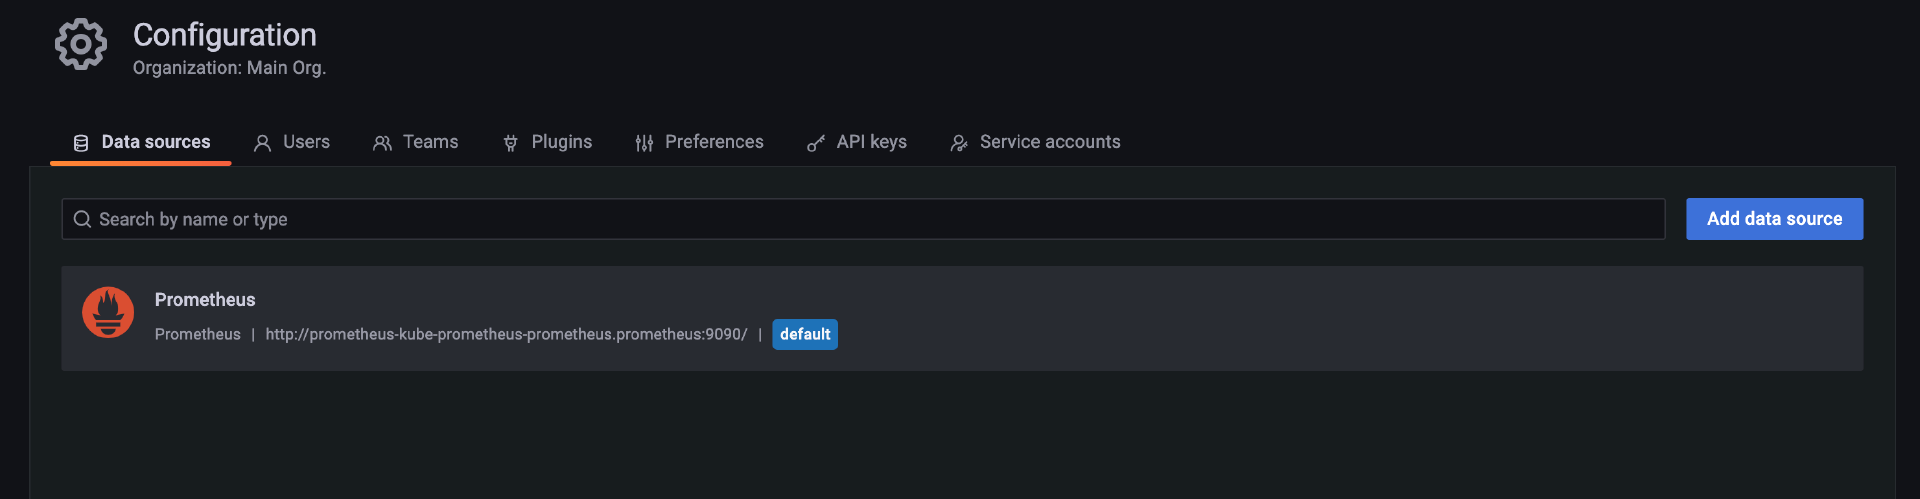 Configuration
Organization: Main Org.
Data sources Users Teams Plugins Preferences API keys Service accounts
Search by name or type Add data source
Prometheus
Prometheus | http://prometheus-kube-prometheus-prometheus.prometheus:9090/ | default